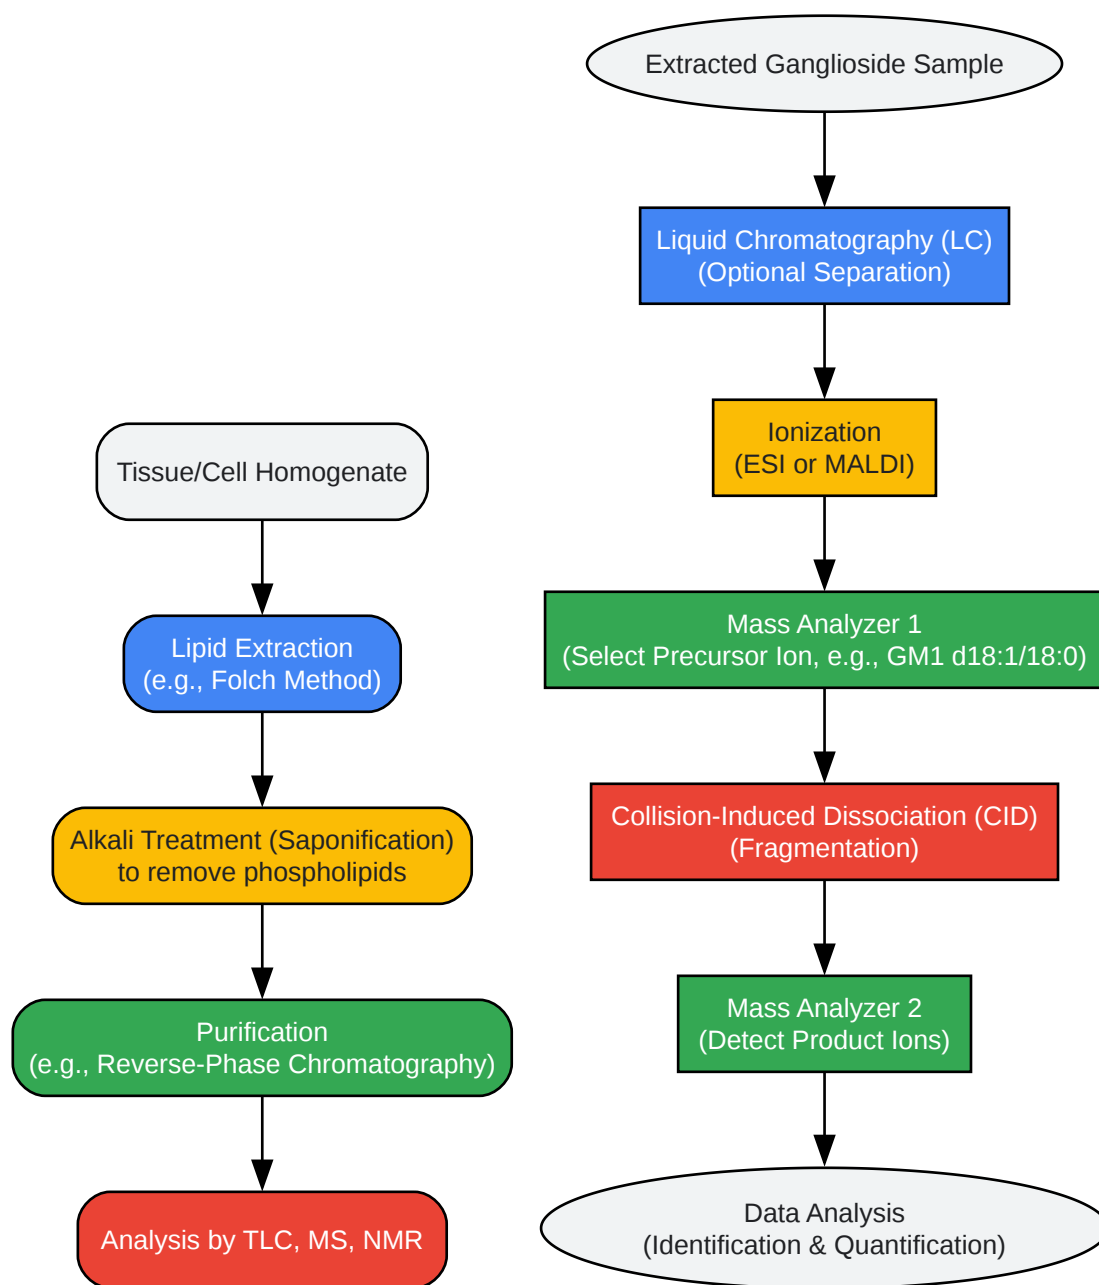 Tissue/Cell Homogenate
Lipid Extraction
(e.g., Folch Method)
Alkali Treatment (Saponification)
to remove phospholipids
Purification
(e.g., Reverse-Phase Chromatography)
Analysis by TLC, MS, NMR
Extracted Ganglioside Sample
Liquid Chromatography (LC)
(Optional Separation)
Ionization
(ESI or MALDI)
Mass Analyzer 1
(Select Precursor Ion, e.g., GM1 d18:1/18:0)
Collision-Induced Dissociation (CID)
(Fragmentation)
Mass Analyzer 2
(Detect Product Ions)
Data Analysis
(Identification & Quantification)